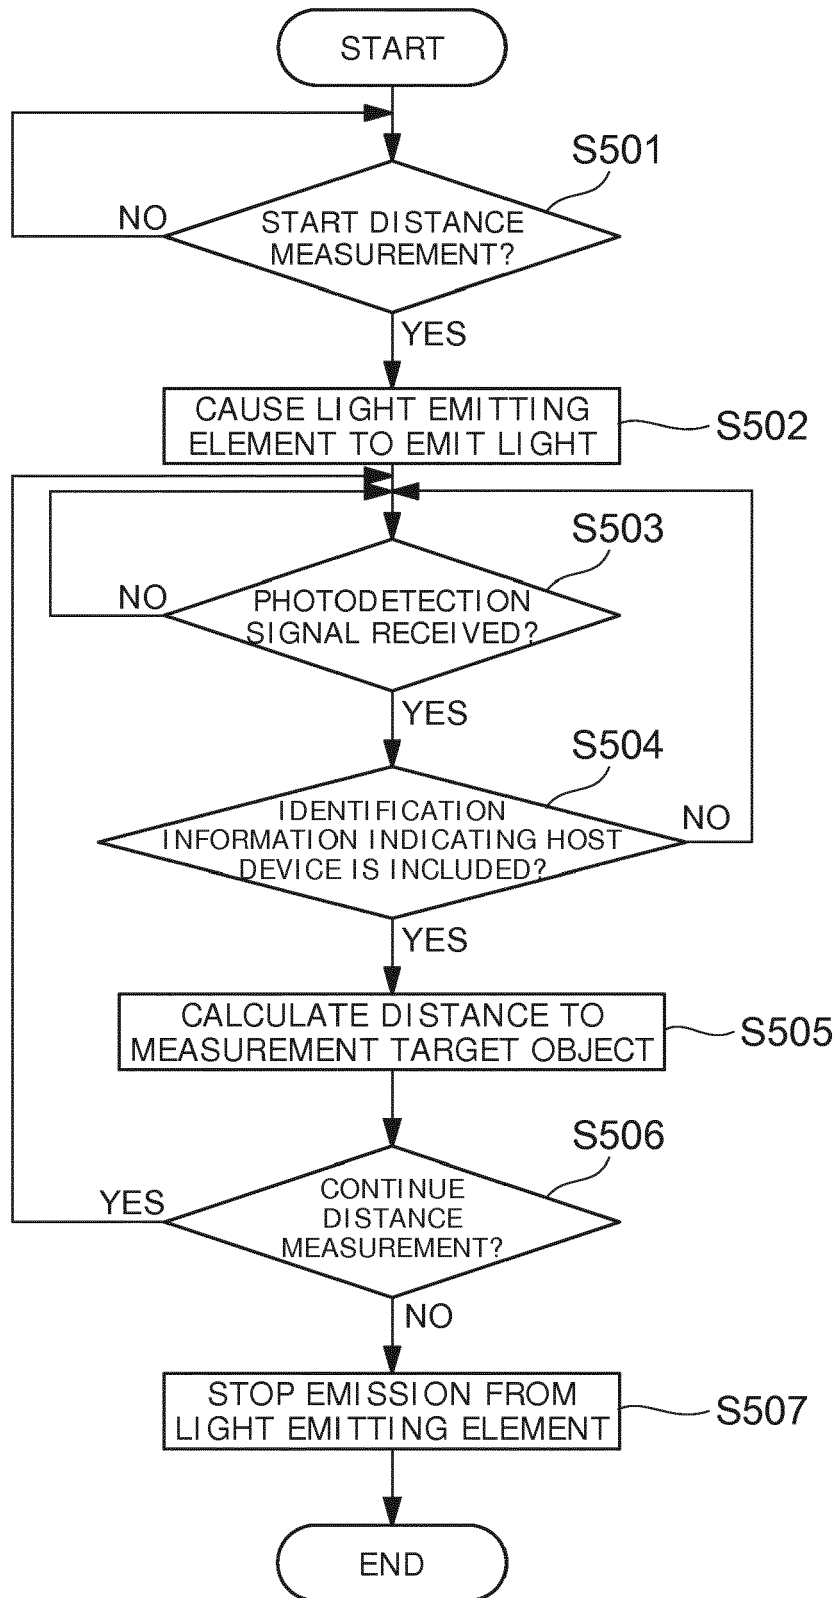 START
S501
NO
START DISTANCE
MEASUREMENT?
YES
CAUSE LIGHT EMITTING
ELEMENT TO EMIT LIGHT
S502
S503
NO
PHOTODETECTION
SIGNAL RECEIVED?
YES
S504
IDENTIFICATION
INFORMATION INDICATING HOST
DEVICE IS INCLUDED?
NO
YES
CALCULATE DISTANCE TO
MEASUREMENT TARGET OBJECT
S505
S506
YES
CONTINUE
DISTANCE
MEASUREMENT?
NO
STOP EMISSION FROM
LIGHT EMITTING ELEMENT
S507
END